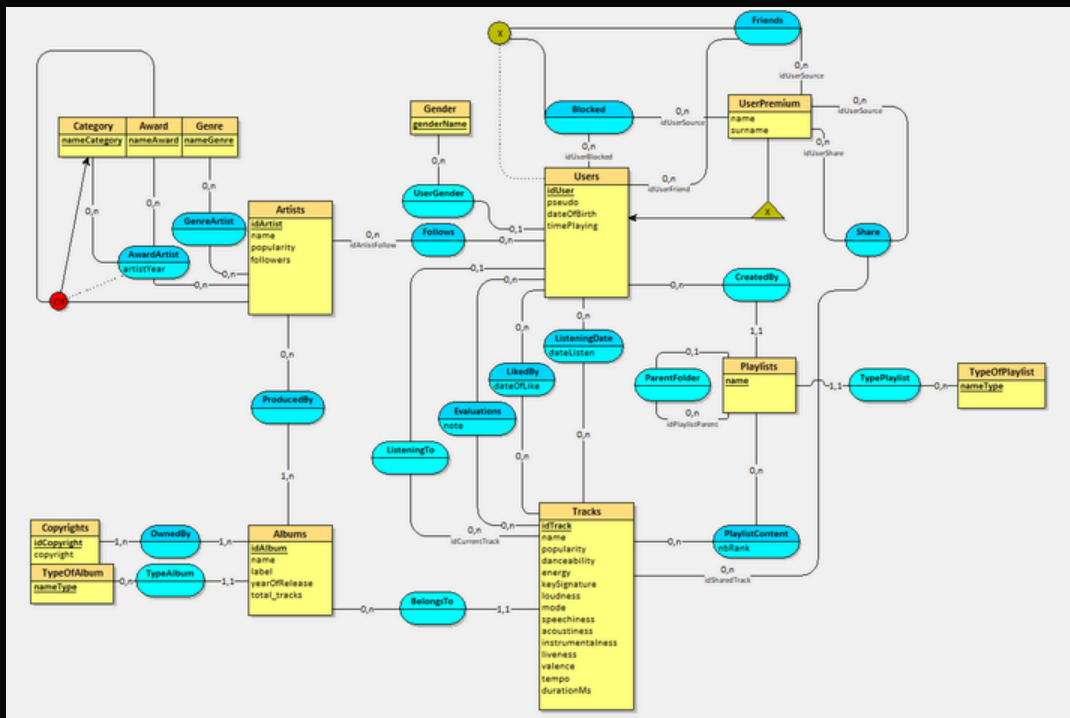 X
Friends
0,n
idUserSource
UserPremium
name
surname
0,n
idUserSource
0,n
idUserShare
Blocked
0,n
idUserSource
0,n
idUserBlocked
0,n
idUserFriend
X
Gender
genderName
0,n
UserGender
0,1
Category
nameCategory
Award
nameAward
Genre
nameGenre
0,n
0,n
0,n
GenreArtist
0,n
AwardArtist
artistYear
0,n
Artists
idArtist
name
popularity
followers
0,n
idArtistFollow
Follows
0,n
Users
idUser
pseudo
dateOfBirth
timePlaying
Share
0,1
0,n
0,n
0,n
0,n
CreatedBy
1,1
ListeningDate
dateListen
LikedBy
dateOfLike
Evaluations
note
ListeningTo
0,n
ProducedBy
1,n
0,1
ParentFolder
0,n
idPlaylistParent
Playlists
name
1,1
TypePlaylist
0,n
TypeOfPlaylist
nameType
0,n
0,n
0,n
0,n
0,n
idCurrentTrack
Copyrights
idCopyright
copyright
1,n
OwnedBy
1,n
TypeOfAlbum
nameType
0,n
TypeAlbum
1,1
Albums
idAlbum
name
label
yearOfRelease
total_tracks
0,n
BelongsTo
1,1
Tracks
idTrack
name
popularity
danceability
energy
keySignature
loudness
mode
speechiness
acoustiness
instrumentalness
liveness
valence
tempo
durationMs
0,n
PlaylistContent
nbRank
0,n
idSharedTrack